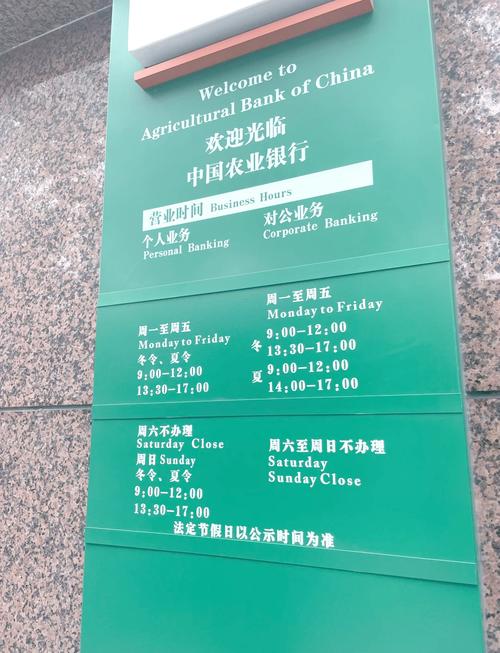 Welcome to
Agricultural Bank of China
欢迎光临
中国农业银行
营业时间 Business Hours
个人业务
Personal Banking
对公业务
Corporate Banking
周一至周五
Monday to Friday
冬令、夏令
9:00-12:00
13:30-17:00
周一至周五
Monday to Friday
冬 9:00-12:00
13:30-17:00
夏 9:00-12:00
14:00-17:00
周六不办理
Saturday Close
周日 Sunday
冬令、夏令
9:00-12:00
13:30-17:00
周六至周日不办理
Saturday
Sunday Close
法定节假日以公示时间为准